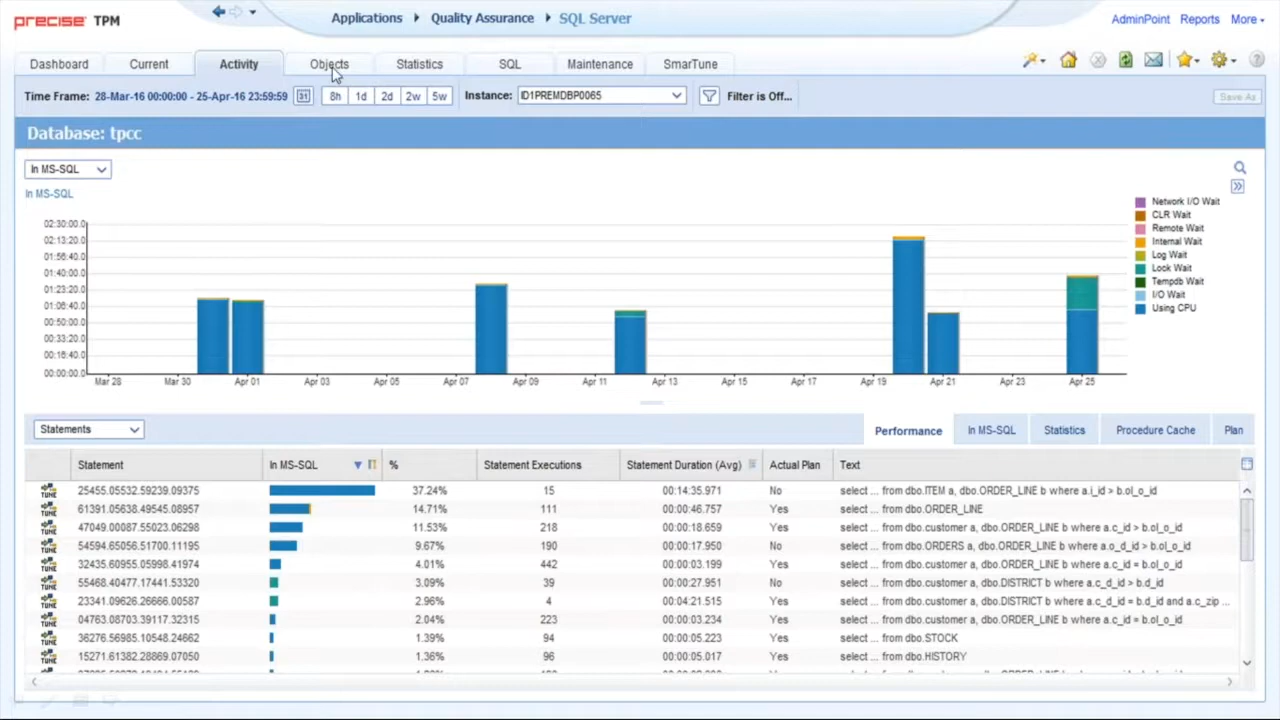 precise TPM
Applications Quality Assurance SQL Server
AdminPoint Reports More
Dashboard Current Activity Objects Statistics SQL Maintenance SmarTune
Time Frame: 28-Mar-16 00:00:00 - 25-Apr-16 23:59:59 31 8h 1d 2d 2w 5w Instance: ID1PREMDBP0065 Filter is Off... Save As
Database: tpcc
In MS-SQL
In MS-SQL
02:30:00.0
02:13:20.0
01:56:40.0
01:40:00.0
01:23:20.0
01:06:40.0
00:50:00.0
00:33:20.0
00:18:40.0
00:00:00.0
Mar 28 Mar 30 Apr 01 Apr 03 Apr 05 Apr 07 Apr 09 Apr 11 Apr 13 Apr 15 Apr 17 Apr 19 Apr 21 Apr 23 Apr 25
Network I/O Wait
CLR Wait
Remote Wait
Internal Wait
Log Wait
Lock Wait
Tempdb Wait
I/O Wait
Using CPU
Statements Performance In MS-SQL Statistics Procedure Cache Plan
Statement In MS-SQL % Statement Executions Statement Duration (Avg) Actual Plan Text
TUNE 25455.05532.59239.09375 37.24% 15 00:14:35.971 No select ... from dbo.ITEM a, dbo.ORDER_LINE b where a.i_id > b.ol_o_id
TUNE 61391.05638.49545.08957 14.71% 111 00:00:46.757 Yes select ... from dbo.ORDER_LINE
TUNE 47049.00087.55023.06298 11.53% 218 00:00:18.659 Yes select ... from dbo.customer a, dbo.ORDER_LINE b where a.c_id > b.ol_o_id
TUNE 54594.65056.51700.11195 9.67% 190 00:00:17.950 No select ... from dbo.ORDERS a, dbo.ORDER_LINE b where a.o_d_id > b.ol_o_id
TUNE 32435.60955.05998.41974 4.01% 442 00:00:03.199 Yes select ... from dbo.customer a, dbo.ORDER_LINE b where a.c_id = b.ol_o_id
TUNE 55468.40477.17441.53320 3.09% 39 00:00:27.951 No select ... from dbo.customer a, dbo.DISTRICT b where a.c_d_id > b.d_id
TUNE 23341.09626.26666.00587 2.96% 4 00:04:21.515 Yes select ... from dbo.customer a, dbo.DISTRICT b where a.c_d_id = b.d_id and a.c_zip ...
TUNE 04763.08703.39117.32315 2.04% 223 00:00:03.234 Yes select ... from dbo.customer a, dbo.ORDER_LINE b where a.c_id = b.ol_o_id
TUNE 36276.56985.10548.24662 1.39% 94 00:00:05.223 Yes select ... from dbo.STOCK
TUNE 15271.61382.28869.07050 1.36% 96 00:00:05.017 Yes select ... from dbo.HISTORY